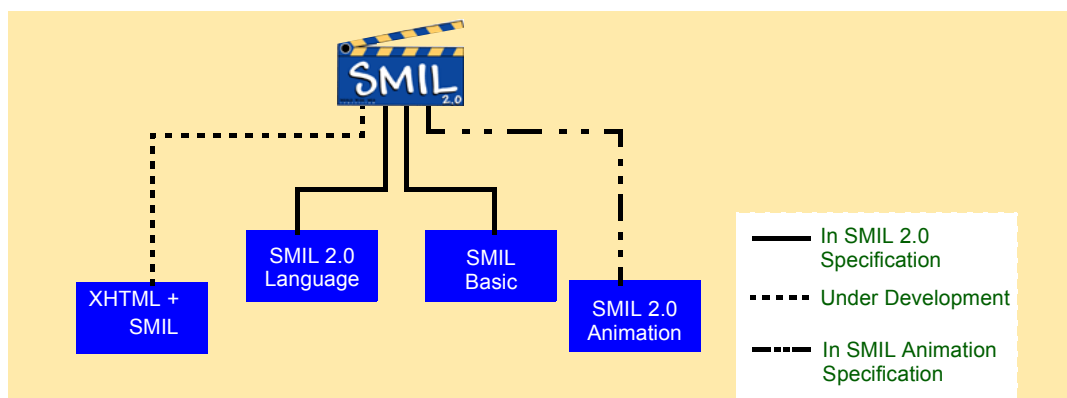 SMIL
2.0
SMIL 2.0
Language
SMIL
Basic
XHTML +
SMIL
SMIL 2.0
Animation
In SMIL 2.0
Specification
Under Development
In SMIL Animation
Specification